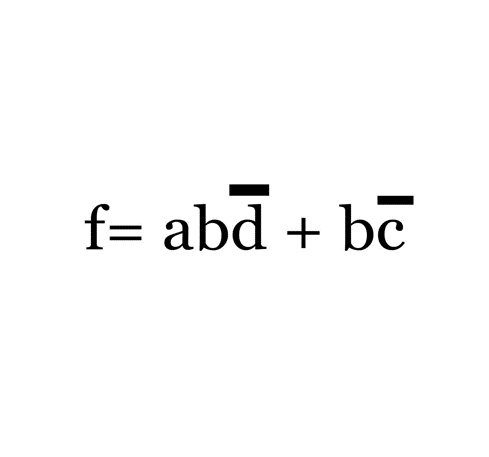 f= abd̅ + bc̅